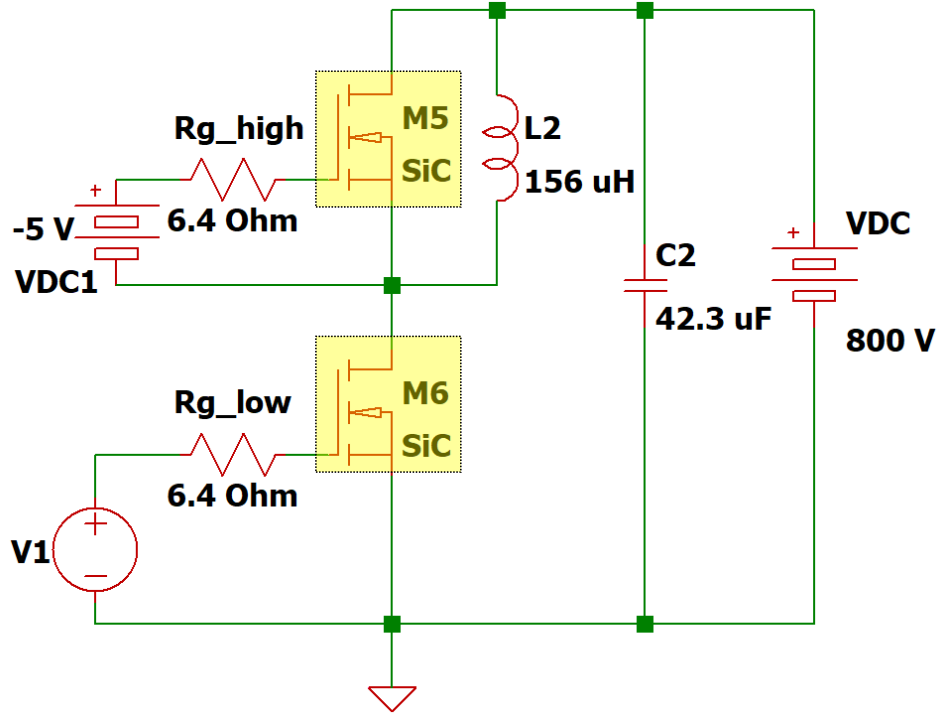 Rg_high
6.4 Ohm
+
-5 V
VDC1
M5
SiC
L2
156 uH
C2
42.3 uF
+
VDC
800 V
Rg_low
6.4 Ohm
M6
SiC
V1